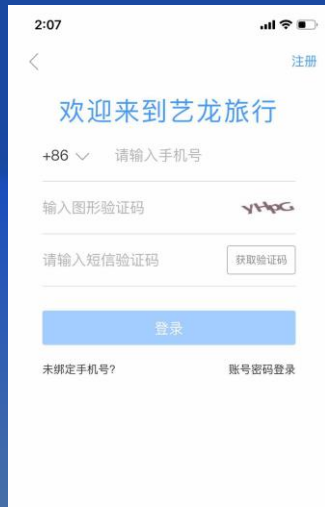 2:07
注册
欢迎来到艺龙旅行
+86 请输入手机号
输入图形验证码 yHpG
请输入短信验证码 获取验证码
登录
未绑定手机号? 账号密码登录